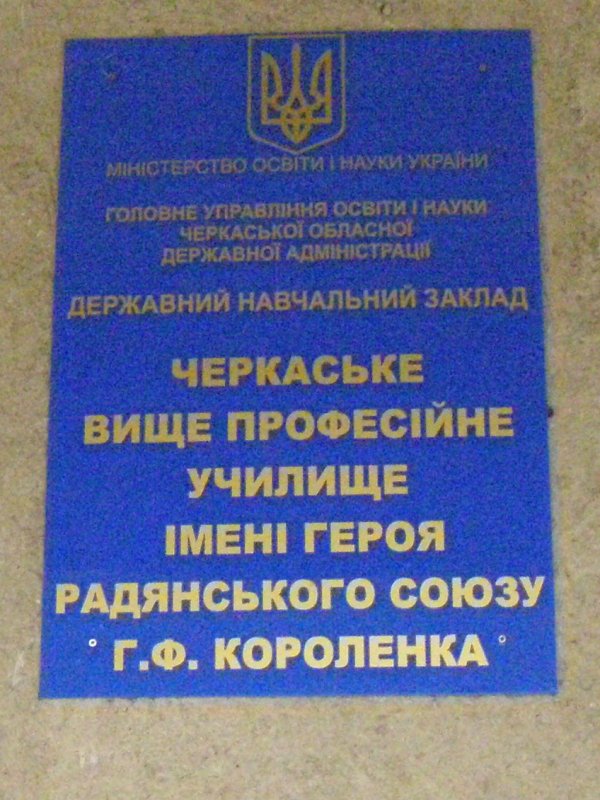 МІНІСТЕРСТВО ОСВІТИ І НАУКИ УКРАЇНИ
ГОЛОВНЕ УПРАВЛІННЯ ОСВІТИ І НАУКИ
ЧЕРКАСЬКОЇ ОБЛАСНОЇ
ДЕРЖАВНОЇ АДМІНІСТРАЦІЇ
ДЕРЖАВНИЙ НАВЧАЛЬНИЙ ЗАКЛАД
ЧЕРКАСЬКЕ
ВИЩЕ ПРОФЕСІЙНЕ
УЧИЛИЩЕ
ІМЕНІ ГЕРОЯ
РАДЯНСЬКОГО СОЮЗУ
Г.Ф. КОРОЛЕНКА